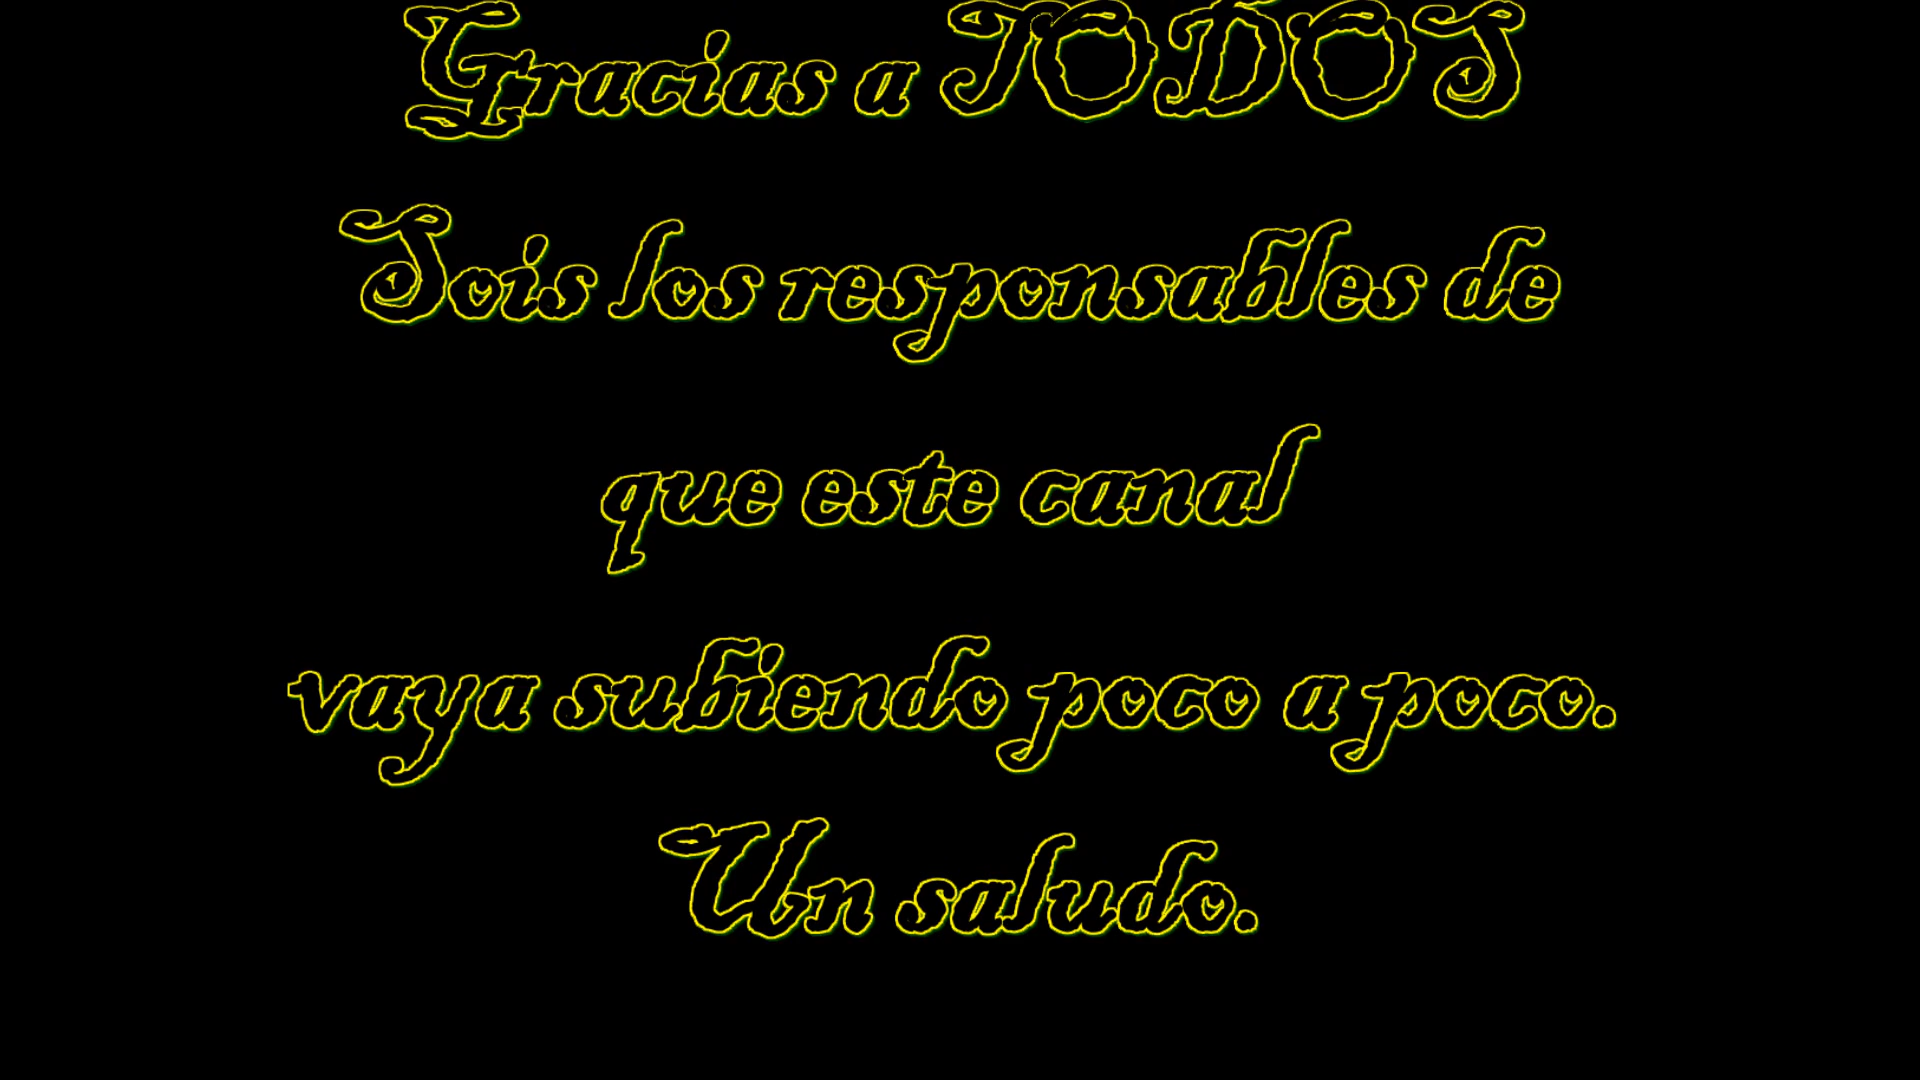 Gracias a TODOS
Sois los responsables de
que este canal
vaya subiendo poco a poco.
Un saludo.